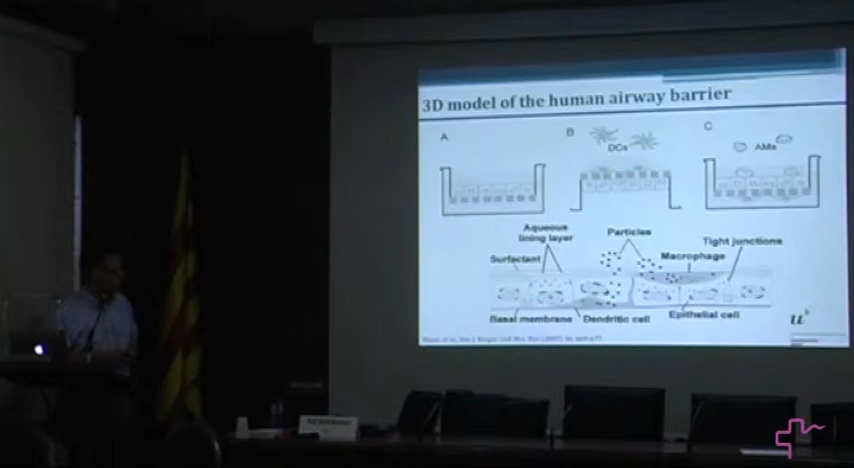 3D model of the human airway barrier
A
B
C
DCs
AMs
Aqueous
lining layer
Particles
Tight junctions
Surfactant
Macrophage
Basal membrane
Dendritic cell
Epithelial cell
u
b